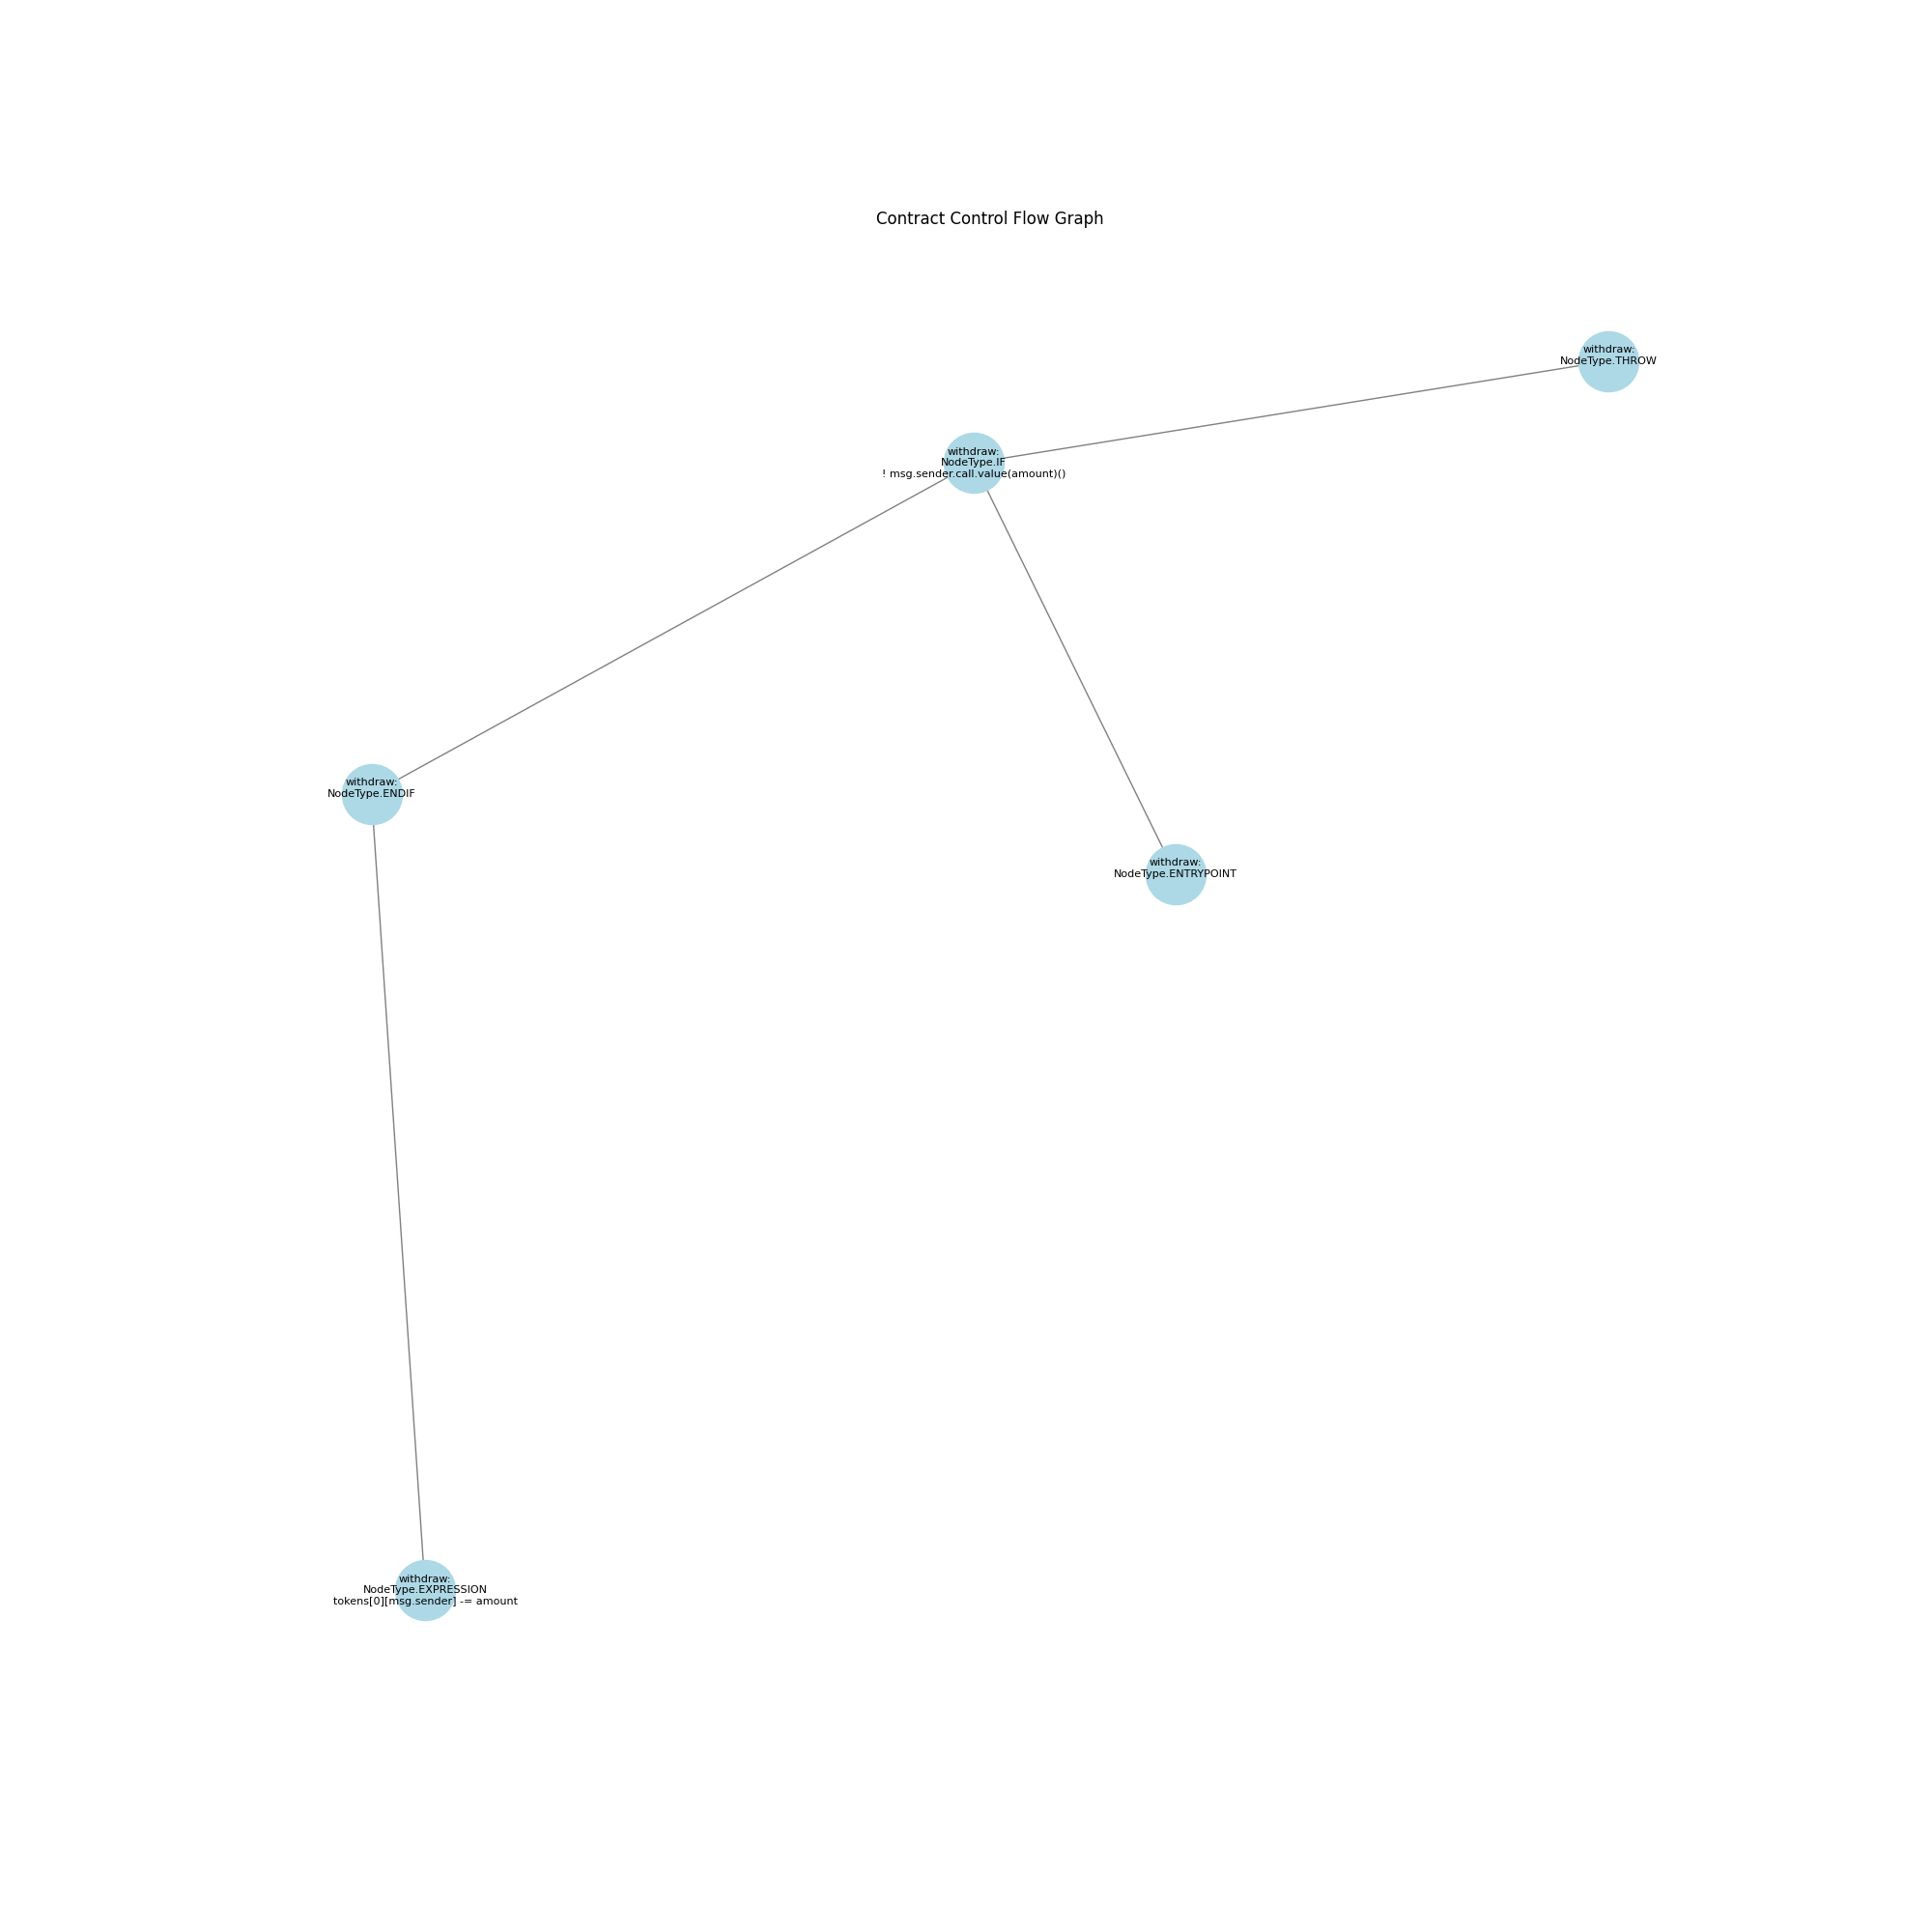 Contract Control Flow Graph
withdraw:
NodeType.THROW
withdraw:
NodeType.IF
! msg.sender.call.value(amount)()
withdraw:
NodeType.ENDIF
withdraw:
NodeType.ENTRYPOINT
withdraw:
NodeType.EXPRESSION
tokens[0][msg.sender] -= amount